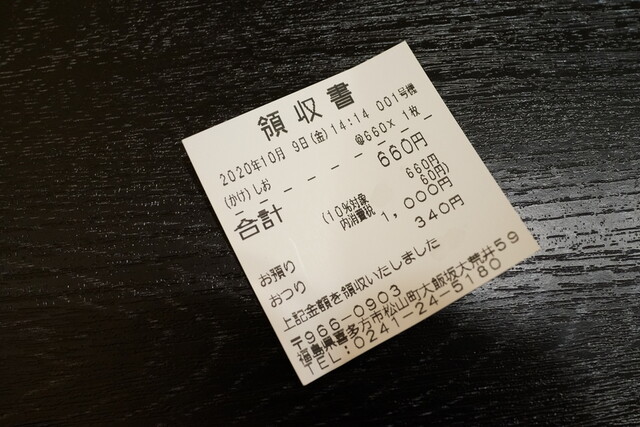 領収書
2020年10月 9日(金)14:14 001号機
(かけ)しお @660× 1枚
合計 660円
(10%対象 660円
内消費税 60円)
お預り 1,000円
おつり 340円
上記金額を領収いたしました
〒966-0903
福島県喜多方市松山町大飯坂大荒井59
TEL:0241-24-5180